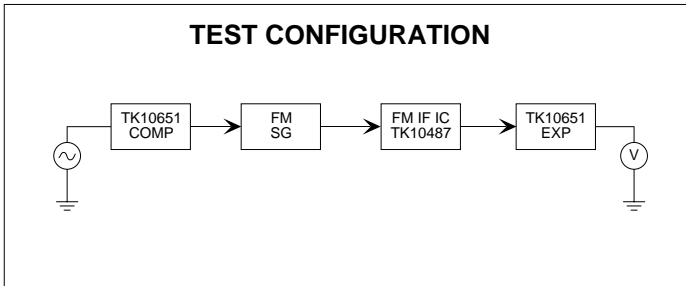 TEST CONFIGURATION
TK10651
COMP
FM
SG
FM IF IC
TK10487
TK10651
EXP
V